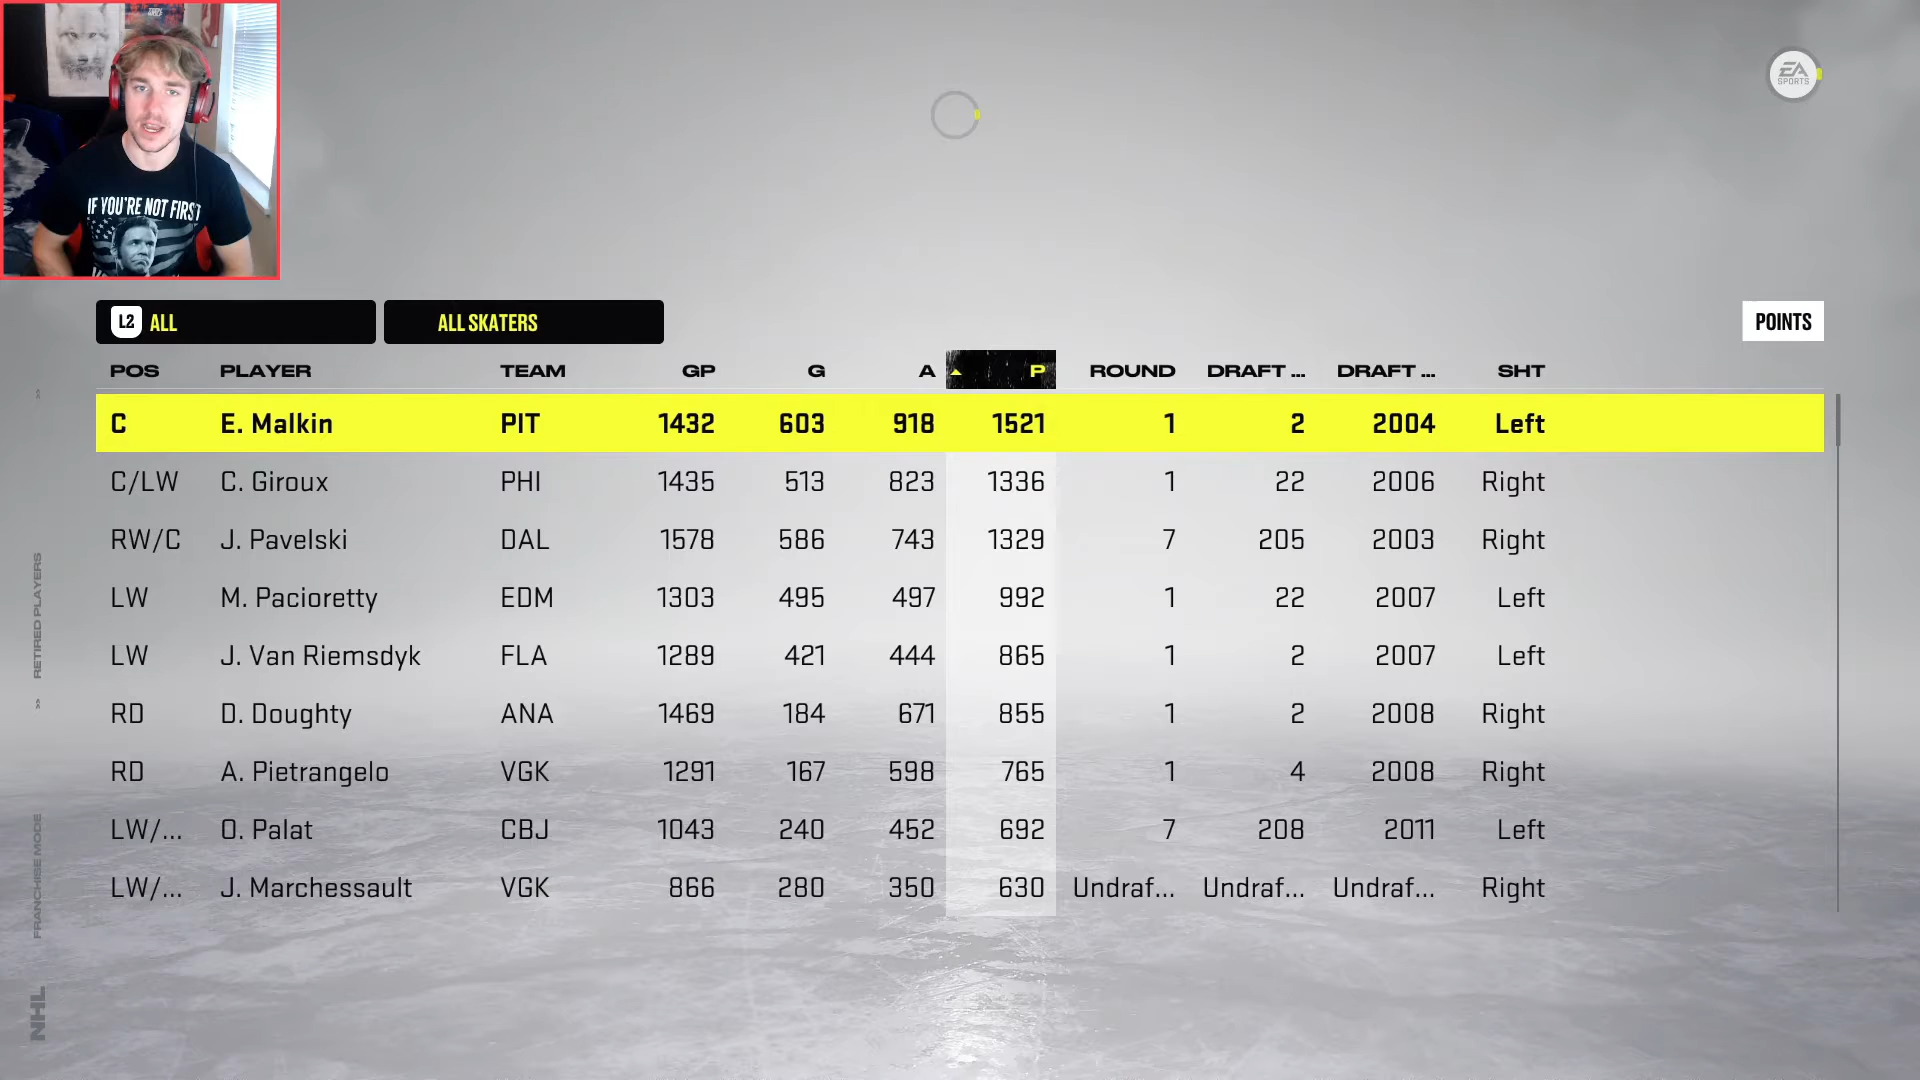 IF YOU'RE NOT FIRST
EA
SPORTS
L2 ALL
ALL SKATERS
POINTS
POS PLAYER TEAM GP G A P ROUND DRAFT ... DRAFT ... SHT
C E. Malkin PIT 1432 603 918 1521 1 2 2004 Left
C/LW C. Giroux PHI 1435 513 823 1336 1 22 2006 Right
RW/C J. Pavelski DAL 1578 586 743 1329 7 205 2003 Right
LW M. Pacioretty EDM 1303 495 497 992 1 22 2007 Left
LW J. Van Riemsdyk FLA 1289 421 444 865 1 2 2007 Left
RD D. Doughty ANA 1469 184 671 855 1 2 2008 Right
RD A. Pietrangelo VGK 1291 167 598 765 1 4 2008 Right
LW/... O. Palat CBJ 1043 240 452 692 7 208 2011 Left
LW/... J. Marchessault VGK 866 280 350 630 Undraf... Undraf... Undraf... Right
NHL
FRANCHISE MODE
>>
RETIRED PLAYERS
>>